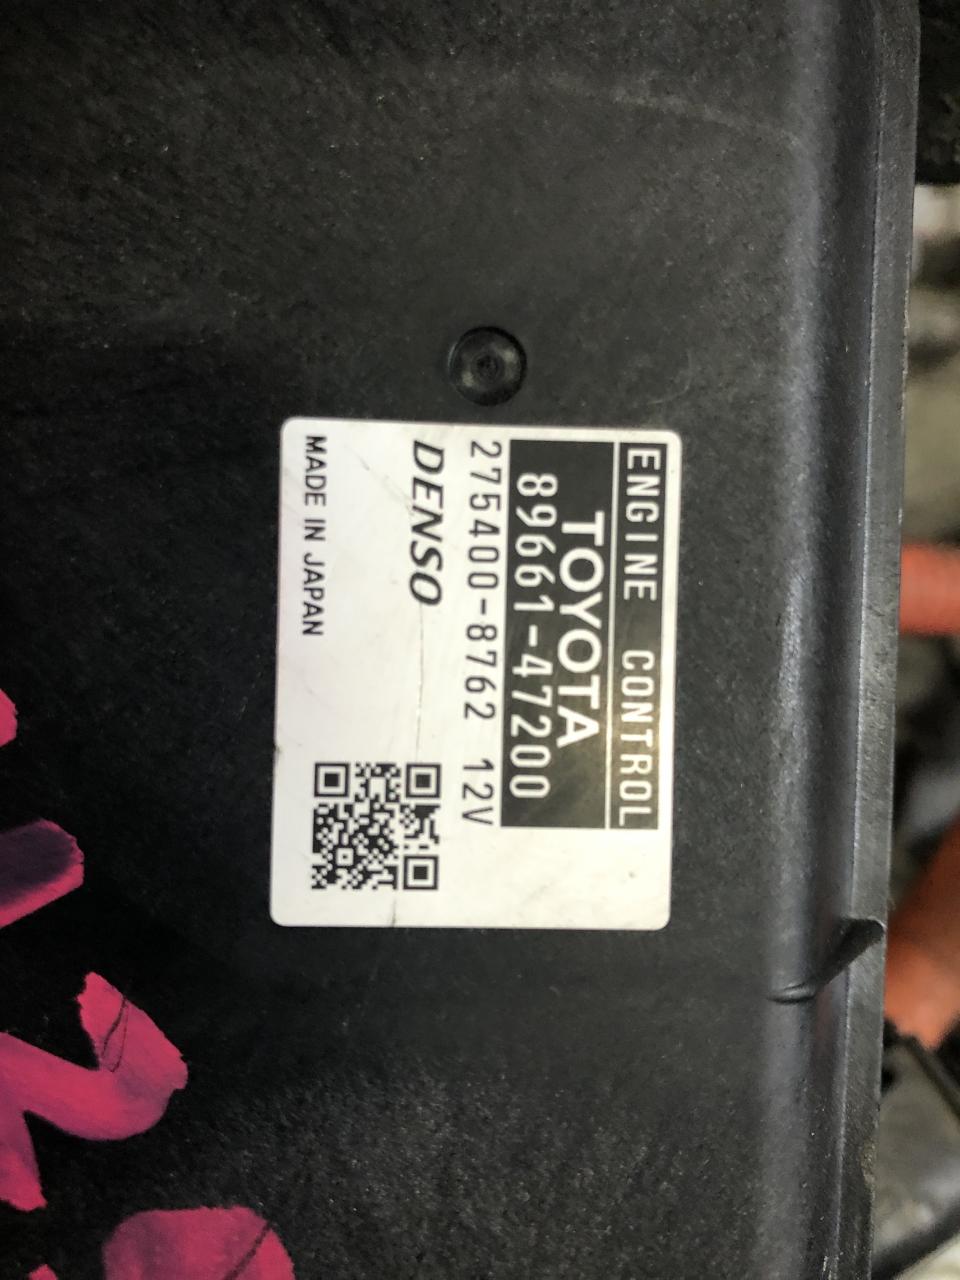 ENGINE CONTROL
TOYOTA
89661-47200
275400-8762 12V
DENSO
MADE IN JAPAN